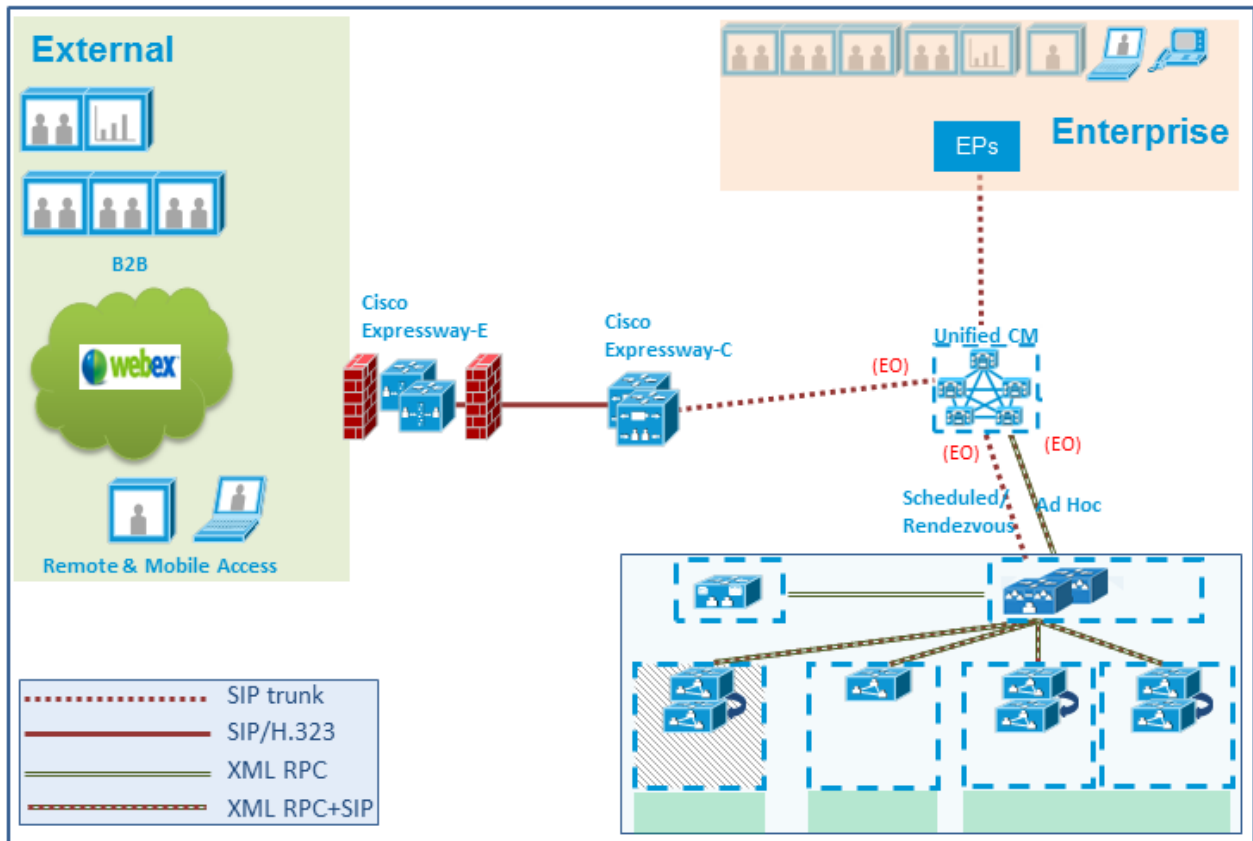 External
B2B
webex
Remote & Mobile Access
Enterprise
EPs
Cisco
Expressway-E
Cisco
Expressway-C
Unified CM
(EO)
(EO)
(EO)
Scheduled/
Rendezvous
Ad Hoc
SIP trunk
SIP/H.323
XML RPC
XML RPC+SIP